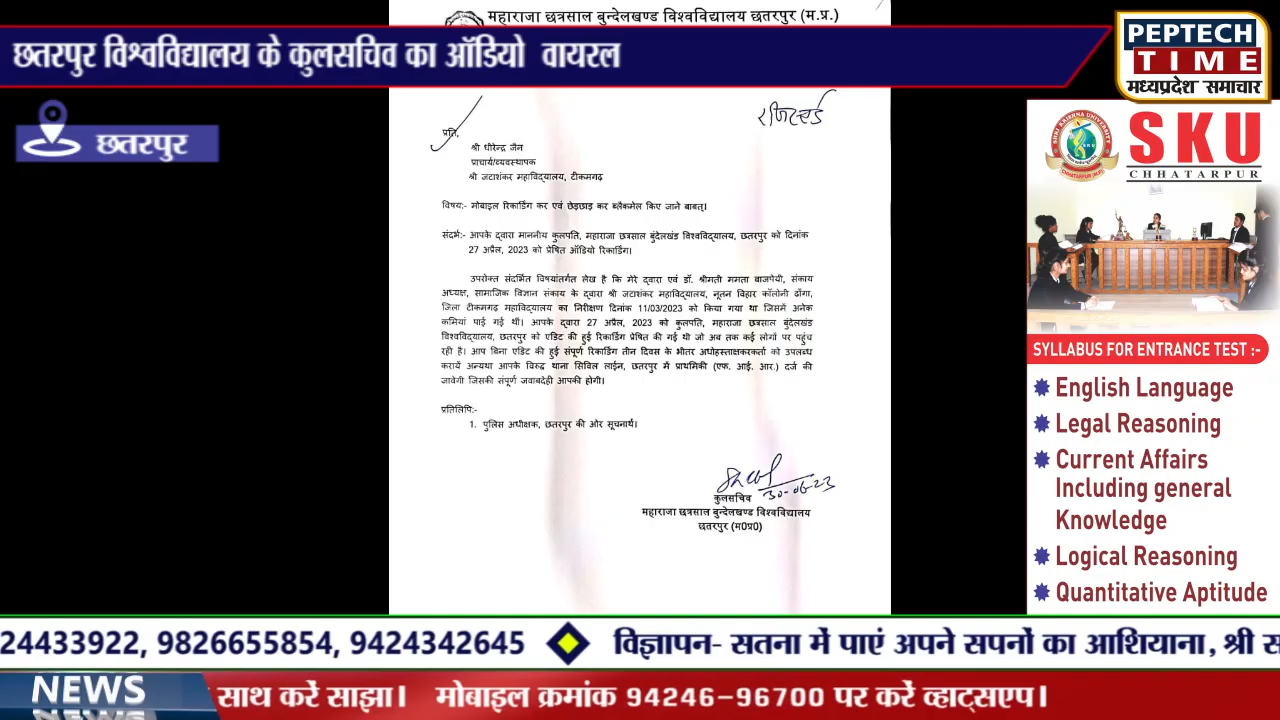 महाराजा छत्रसाल बुन्देलखण्ड विश्वविद्यालय छतरपुर (म.प्र.)
छतरपुर विश्वविद्यालय के कुलसचिव का ऑडियो वायरल
PEPTECH
TIME
मध्यप्रदेश समाचार
छतरपुर
रजिस्टर्ड
प्रति,
श्री धीरेन्द्र जैन
प्राचार्य/व्यवस्थापक
श्री जटाशंकर महाविद्यालय, टीकमगढ़
विषय:- मोबाइल रिकार्डिंग कर एवं छेड़छाड़ कर ब्लैकमेल किए जाने बाबत्।
संदर्भ:- आपके द्वारा माननीय कुलपति, महाराजा छत्रसाल बुंदेलखंड विश्वविद्यालय, छतरपुर को दिनांक
27 अप्रैल, 2023 को प्रेषित ऑडियो रिकार्डिंग।
उपरोक्त संदर्भित विषयांतर्गत लेख है कि मेरे द्वारा एवं डॉ. श्रीमती ममता बाजपेयी, संकाय
अध्यक्ष, सामाजिक विज्ञान संकाय के द्वारा श्री जटाशंकर महाविद्यालय, नूतन विहार कॉलोनी ढोंगा,
जिला टीकमगढ़ महाविद्यालय का निरीक्षण दिनांक 11/03/2023 को किया गया था जिसमें अनेक
कमियां पाई गई थीं। आपके द्वारा 27 अप्रैल, 2023 को कुलपति, महाराजा छत्रसाल बुंदेलखंड
विश्वविद्यालय, छतरपुर को एडिट की हुई रिकार्डिंग प्रेषित की गई थी जो अब तक कई लोगों पर पहुंच
रही है। आप बिना एडिट की हुई संपूर्ण रिकार्डिंग तीन दिवस के भीतर अधोहस्ताक्षरकर्ता को उपलब्ध
करायें अन्यथा आपके विरुद्ध थाना सिविल लाईन, छतरपुर में प्राथमिकी (एफ. आई. आर.) दर्ज की
जावेगी जिसकी संपूर्ण जवाबदेही आपकी होगी।
प्रतिलिपि:-
1. पुलिस अधीक्षक, छतरपुर की ओर सूचनार्थ।
30-06-23
कुलसचिव
महाराजा छत्रसाल बुन्देलखण्ड विश्वविद्यालय
छतरपुर (म0प्र0)
SHRI KRISHNA UNIVERSITY
CHHATARPUR (M.P.)
SKU
CHHATARPUR
SYLLABUS FOR ENTRANCE TEST :-
English Language
Legal Reasoning
Current Affairs
Including general
Knowledge
Logical Reasoning
Quantitative Aptitude
24433922, 9826655854, 9424342645 विज्ञापन- सतना में पाएं अपने सपनों का आशियाना, श्री स
NEWS साथ करें साझा। मोबाइल क्रमांक 94246-96700 पर करें व्हाट्सएप।